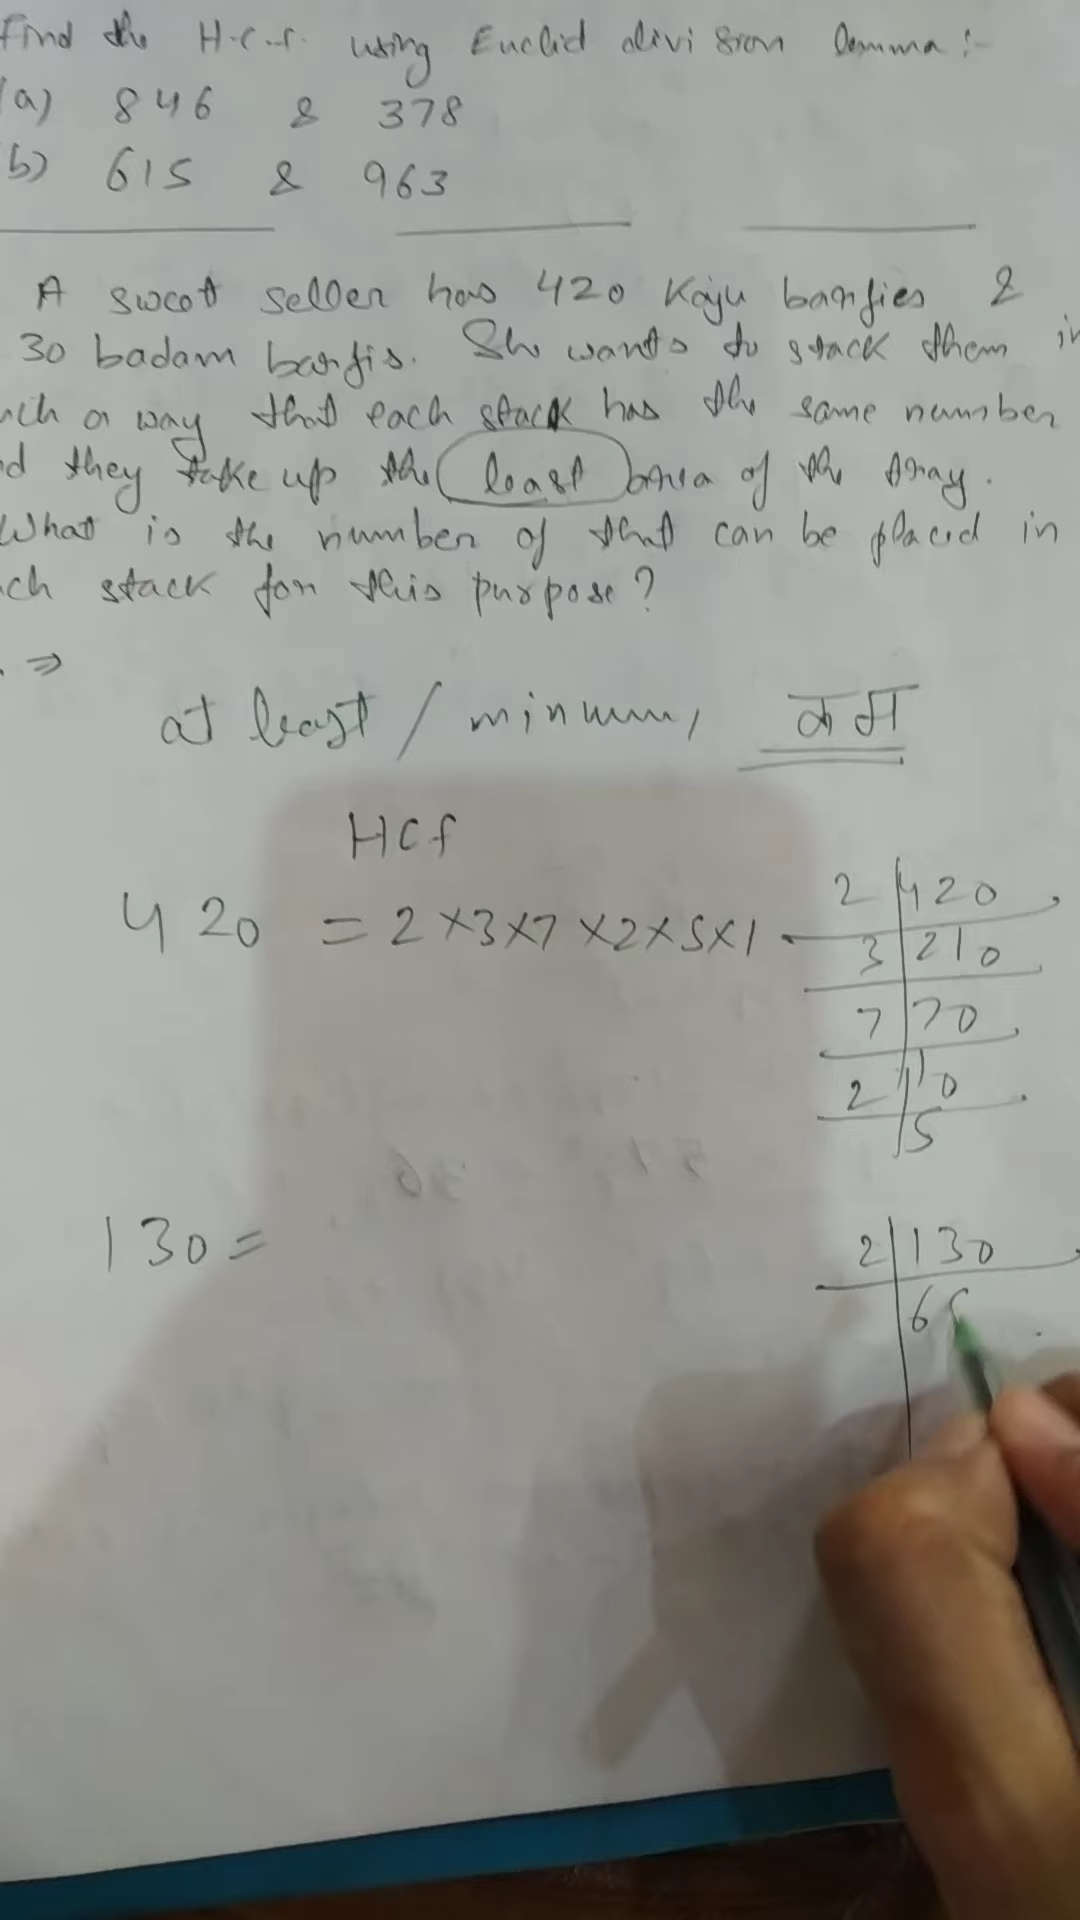 Find the H.C.F. using Euclid division lemma :-
(a) 846 & 378
b) 615 & 963
A sweet seller has 420 Kaju barfies &
30 badam barfis. She wants to stack them in
uch a way that each stack has the same number
d they take up the least area of the tray.
What is the number of that can be placed in
ch stack for this purpose?
. ⇒
at least / minimum, कम
HCf
420 = 2×3×7×2×5×1
2 420
3 210
7 70
2 10
5
130 =
2 130
65